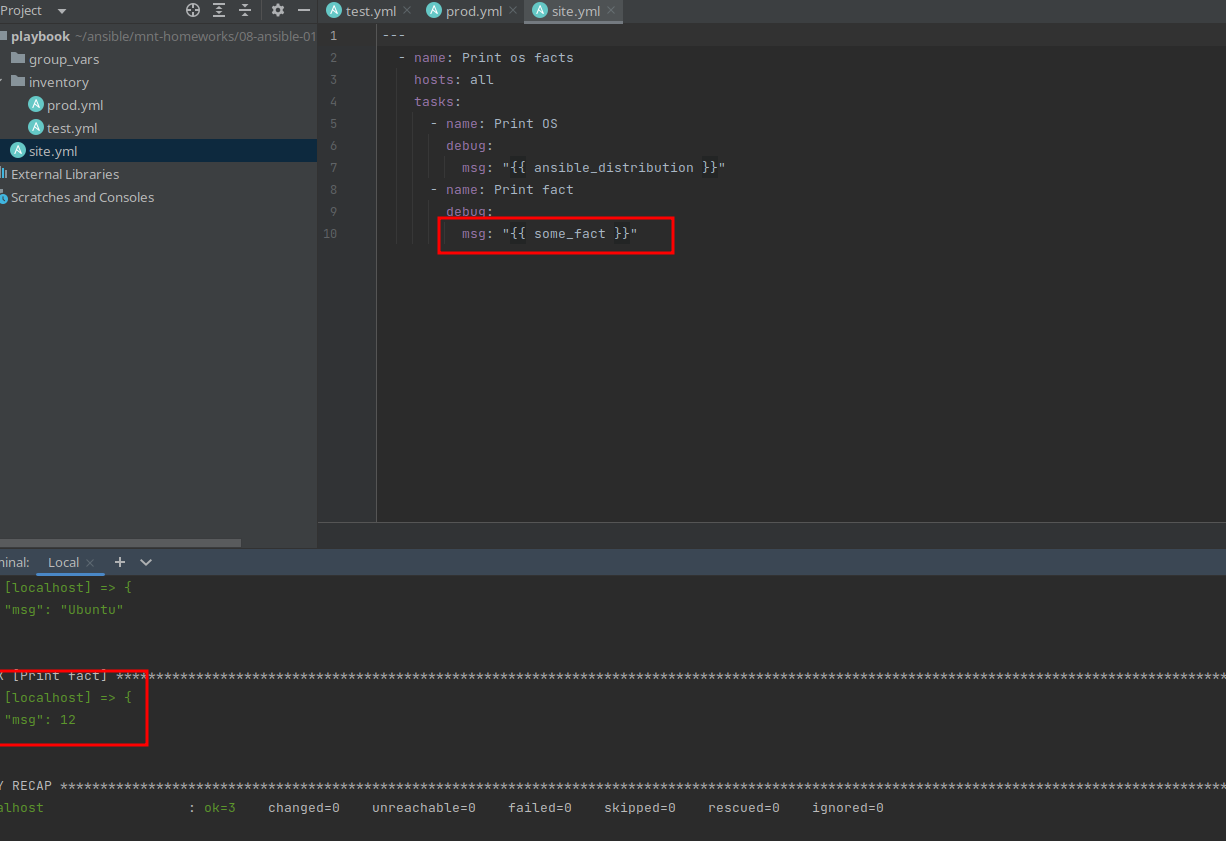 Project
test.yml
prod.yml
site.yml
playbook ~/ansible/mnt-homeworks/08-ansible-01
group_vars
inventory
prod.yml
test.yml
site.yml
External Libraries
Scratches and Consoles
1 ---
2 - name: Print os facts
3 hosts: all
4 tasks:
5 - name: Print OS
6 debug:
7 msg: "{{ ansible_distribution }}"
8 - name: Print fact
9 debug:
10 msg: "{{ some_fact }}"
minal: Local
[localhost] => {
"msg": "Ubuntu"
K [Print fact] ********************************************************************************************************************************************
[localhost] => {
"msg": 12
Y RECAP ***************************************************************************************************************************************************
alhost : ok=3 changed=0 unreachable=0 failed=0 skipped=0 rescued=0 ignored=0